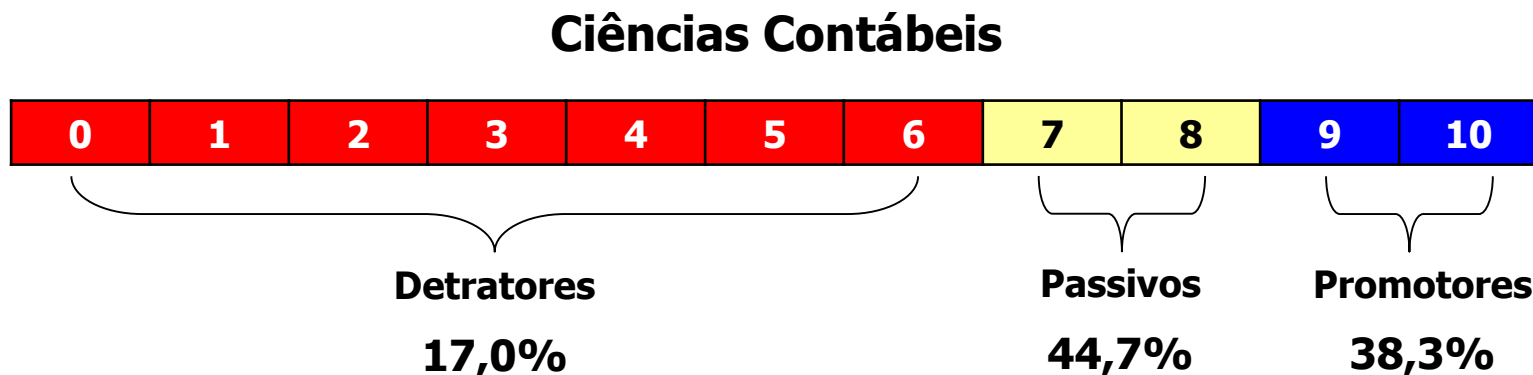 Ciências Contábeis
0 1 2 3 4 5 6 7 8 9 10
Detratores Passivos Promotores
17,0% 44,7% 38,3%